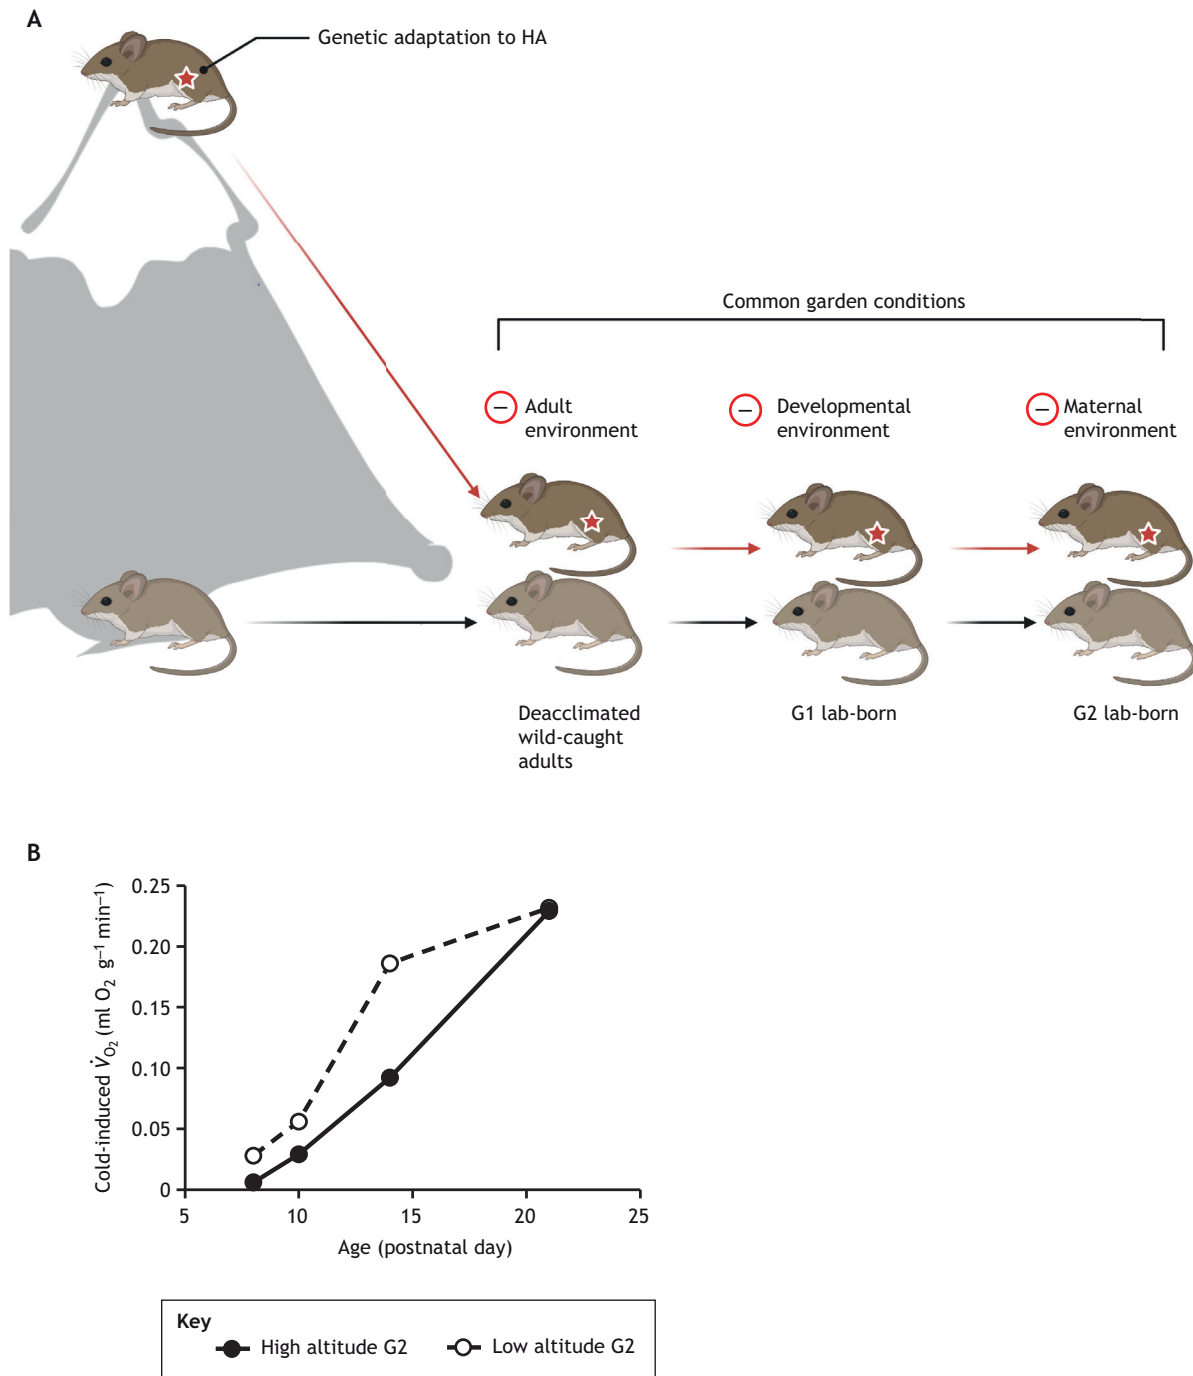 A
Genetic adaptation to HA
Common garden conditions
− Adult
environment
− Developmental
environment
− Maternal
environment
Deacclimated
wild-caught
adults
G1 lab-born
G2 lab-born
B
Cold-induced V̇O₂ (ml O₂ g⁻¹ min⁻¹)
0.25
0.20
0.15
0.10
0.05
0
5
10
15
20
25
Age (postnatal day)
Key
High altitude G2
Low altitude G2